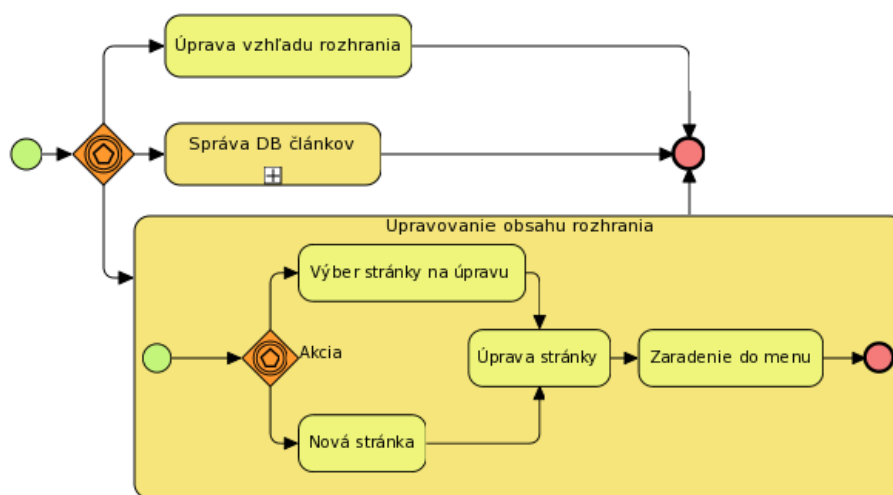 Úprava vzhľadu rozhrania
Správa DB článkov
Upravovanie obsahu rozhrania
Výber stránky na úpravu
Akcia
Úprava stránky
Zaradenie do menu
Nová stránka